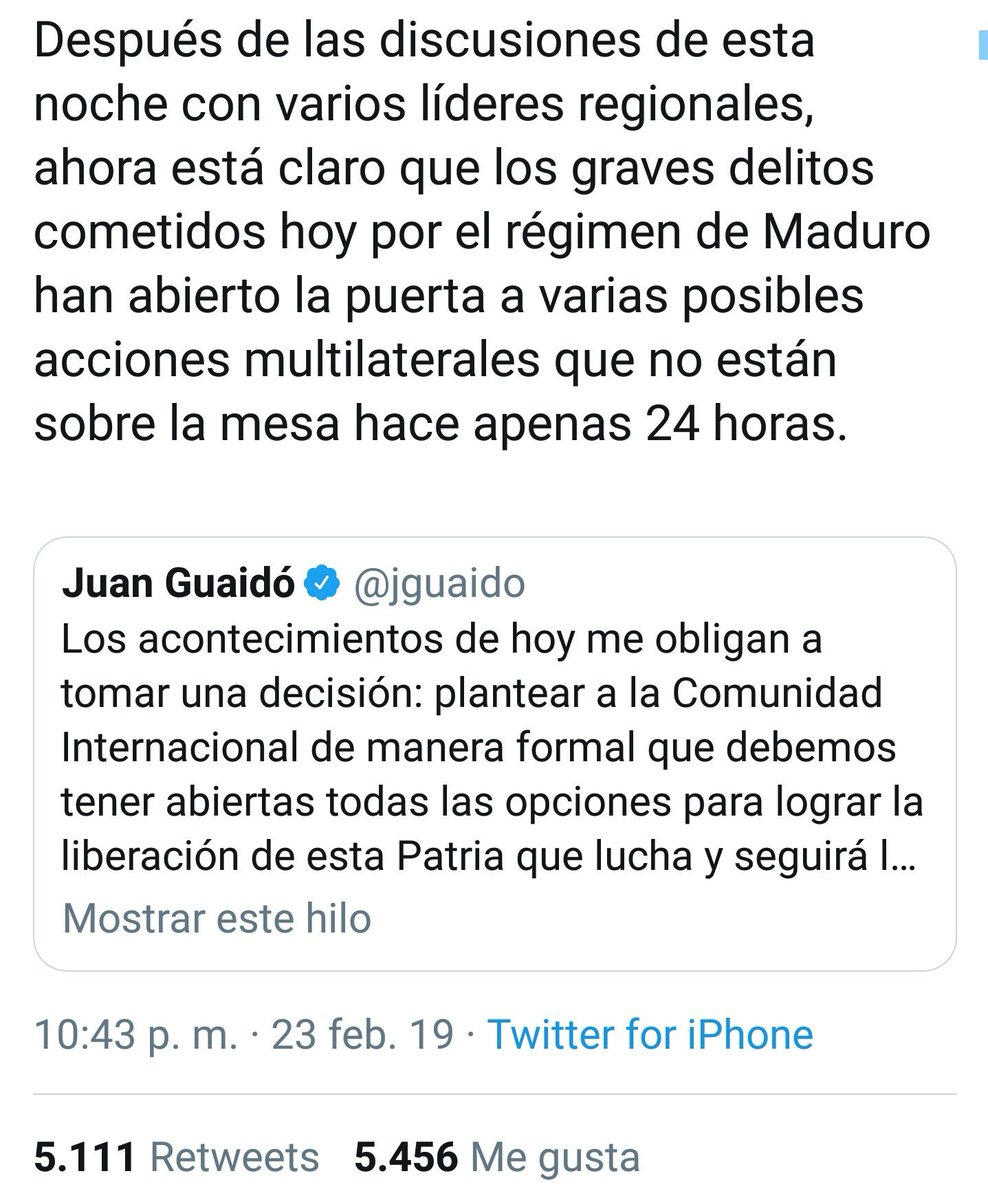 Después de las discusiones de esta
noche con varios líderes regionales,
ahora está claro que los graves delitos
cometidos hoy por el régimen de Maduro
han abierto la puerta a varias posibles
acciones multilaterales que no están
sobre la mesa hace apenas 24 horas.
Juan Guaidó @jguaido
Los acontecimientos de hoy me obligan a
tomar una decisión: plantear a la Comunidad
Internacional de manera formal que debemos
tener abiertas todas las opciones para lograr la
liberación de esta Patria que lucha y seguirá l...
Mostrar este hilo
10:43 p. m. · 23 feb. 19 · Twitter for iPhone
5.111 Retweets 5.456 Me gusta